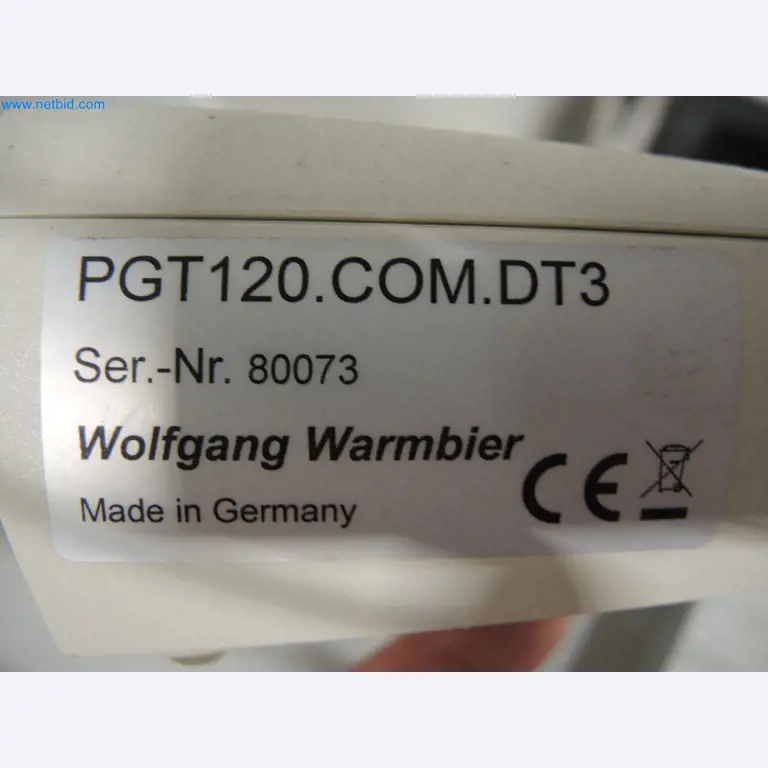 www.netbid.com
PGT120.COM.DT3
Ser.-Nr. 80073
Wolfgang Warmbier
Made in Germany
CE